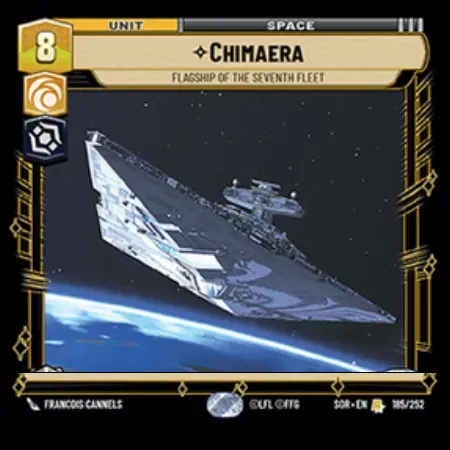 8
UNIT
SPACE
CHIMAERA
FLAGSHIP OF THE SEVENTH FLEET
FRANCOIS CANNELS
©LFL ©FFG
SOR • EN
185/252